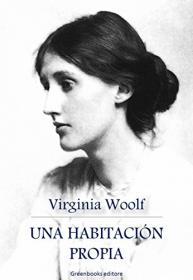 Virginia Woolf
UNA HABITACIÓN
PROPIA
Greenbooks editore